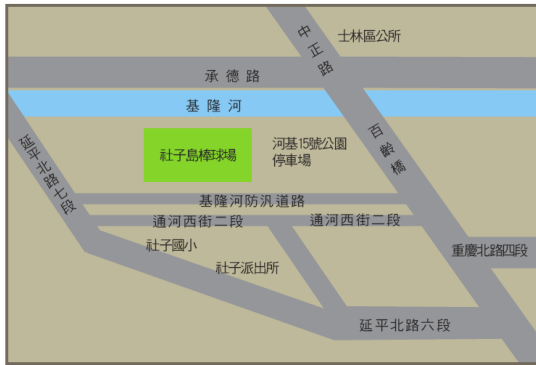 士林區公所
中正路
承德路
基隆河
百齡橋
延平北路七段
社子島棒球場
河基15號公園
停車場
基隆河防汎道路
通河西街二段
通河西街二段
社子國小
重慶北路四段
社子派出所
延平北路六段